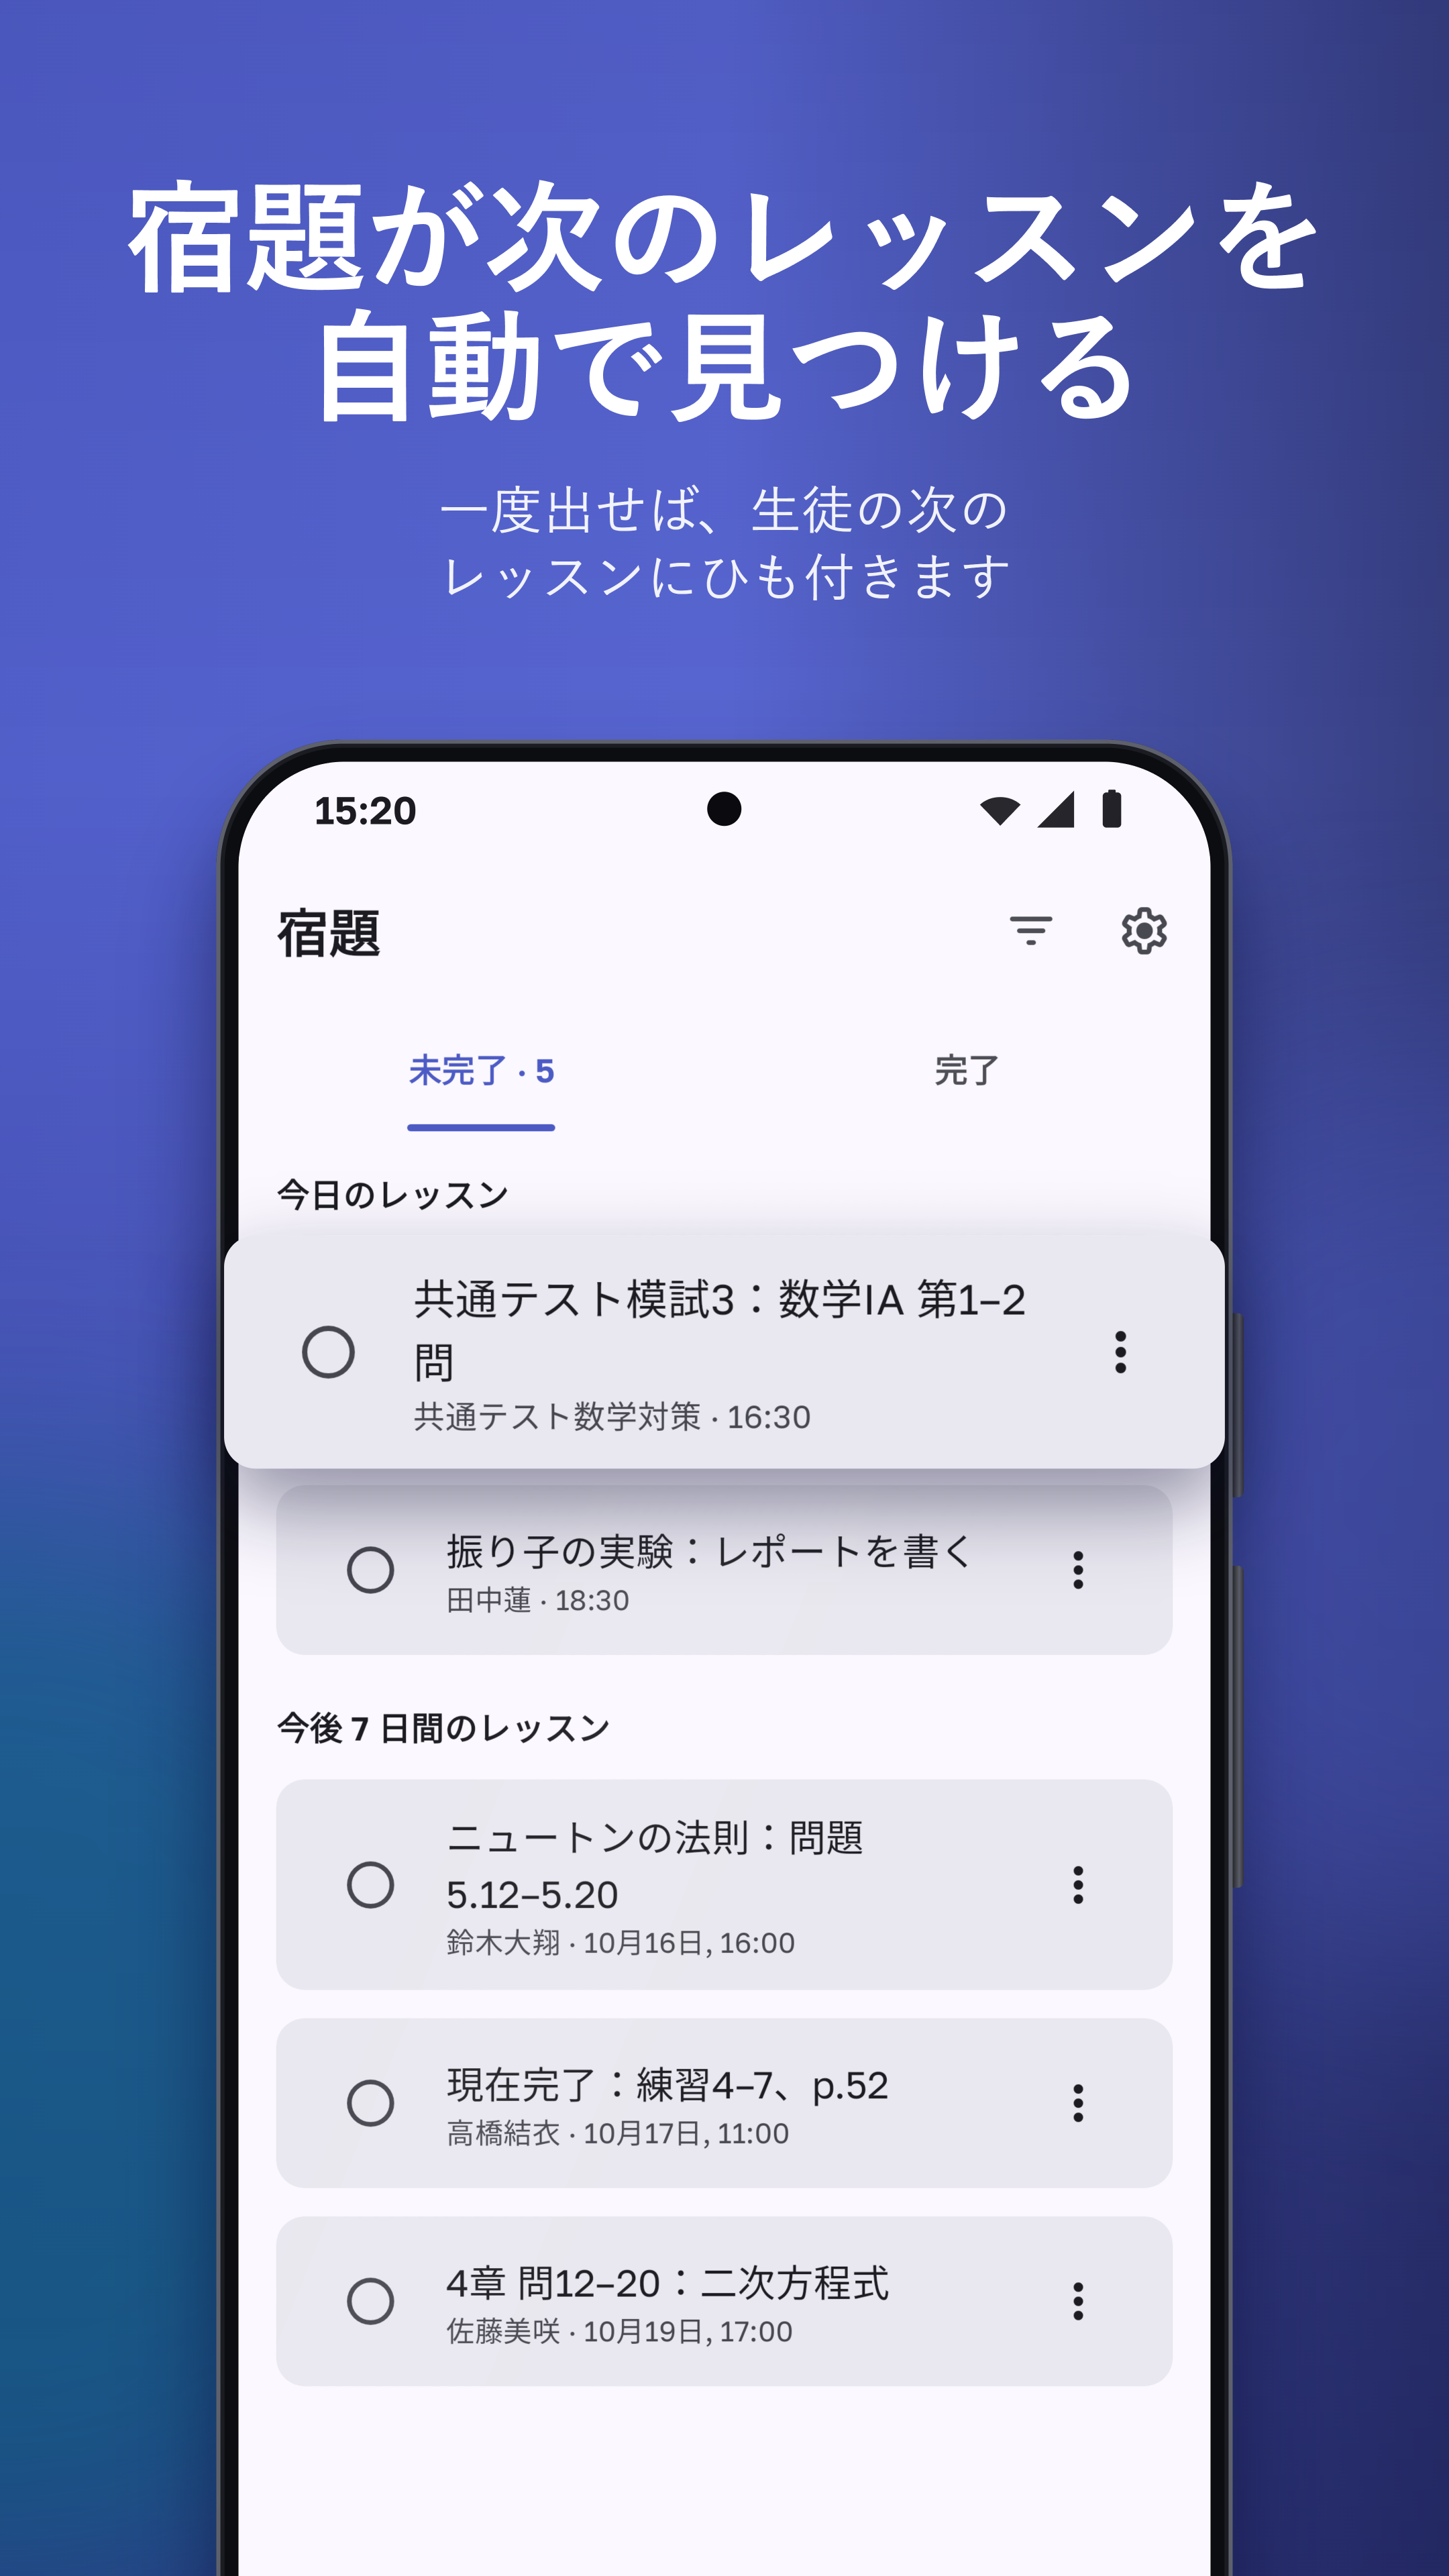 宿題が次のレッスンを
自動で見つける
一度出せば、生徒の次の
レッスンにひも付きます
15:20
宿題
未完了 · 5
完了
今日のレッスン
共通テスト模試3：数学IA 第1–2
問
共通テスト数学対策 · 16:30
振り子の実験：レポートを書く
田中蓮 · 18:30
今後 7 日間のレッスン
ニュートンの法則：問題
5.12–5.20
鈴木大翔 · 10月16日, 16:00
現在完了：練習4–7、p.52
高橋結衣 · 10月17日, 11:00
4章 問12–20：二次方程式
佐藤美咲 · 10月19日, 17:00